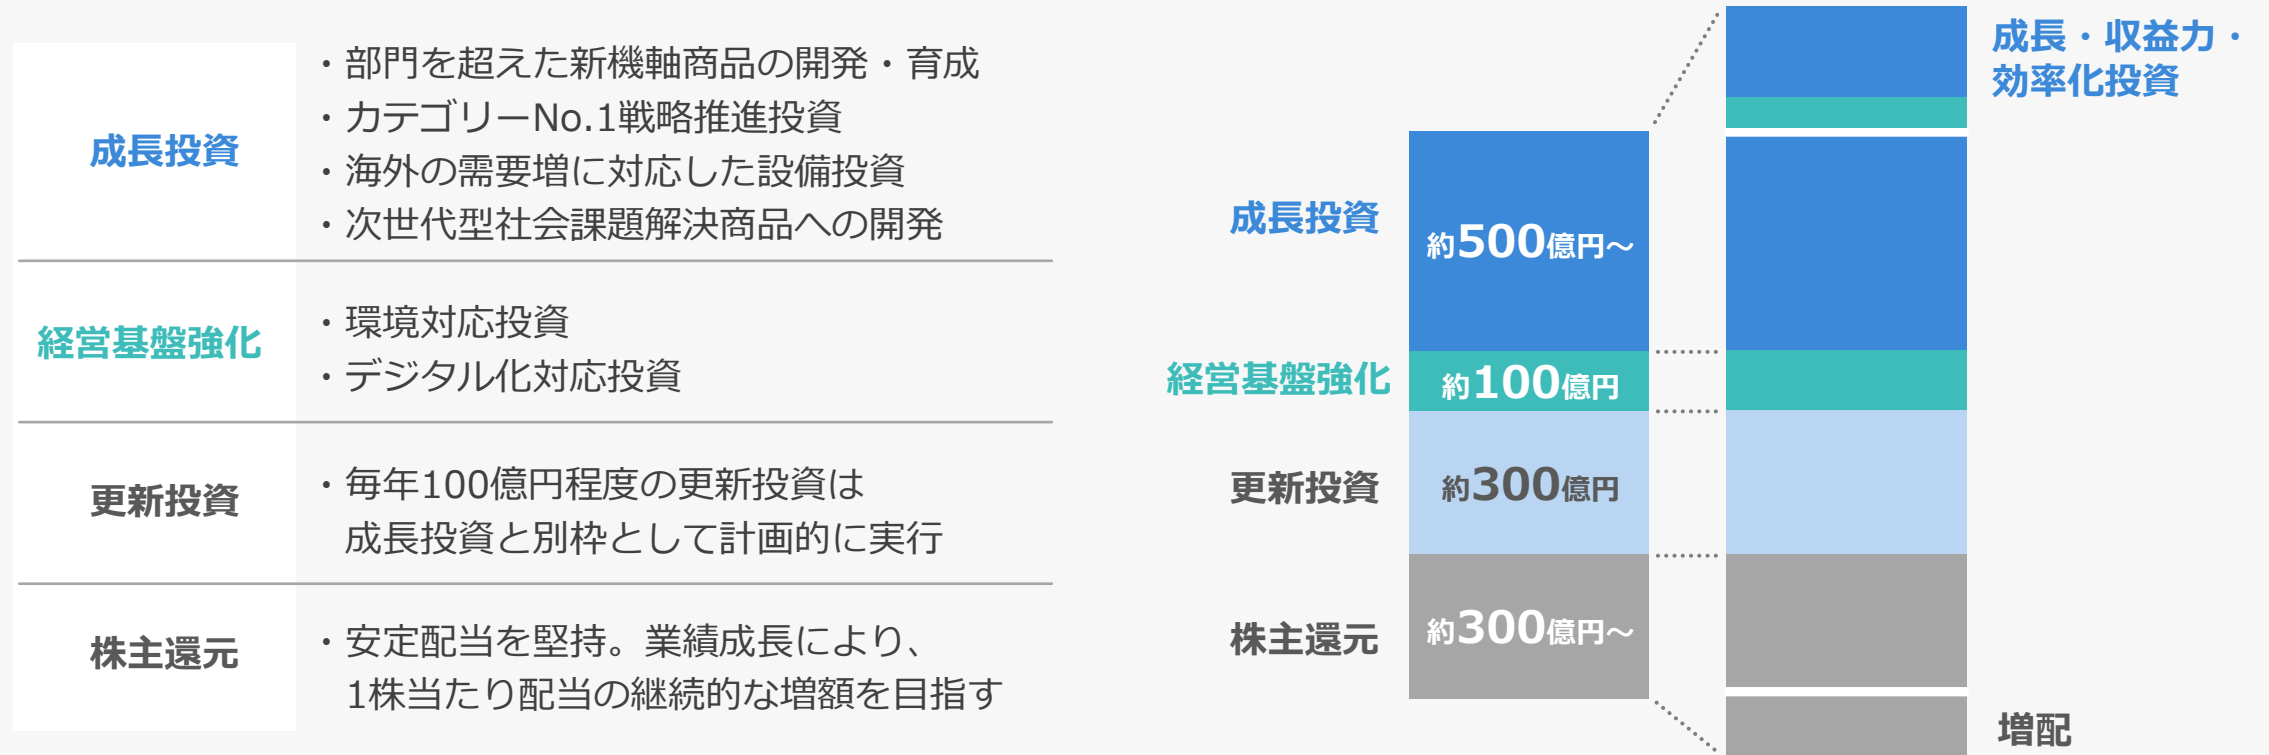 成長投資
・部門を超えた新機軸商品の開発・育成
・カテゴリーNo.1戦略推進投資
・海外の需要増に対応した設備投資
・次世代型社会課題解決商品への開発
経営基盤強化
・環境対応投資
・デジタル化対応投資
更新投資
・毎年100億円程度の更新投資は
成長投資と別枠として計画的に実行
株主還元
・安定配当を堅持。業績成長により、
1株当たり配当の継続的な増額を目指す
成長投資
約500億円～
経営基盤強化
約100億円
更新投資
約300億円
株主還元
約300億円～
成長・収益力・
効率化投資
増配